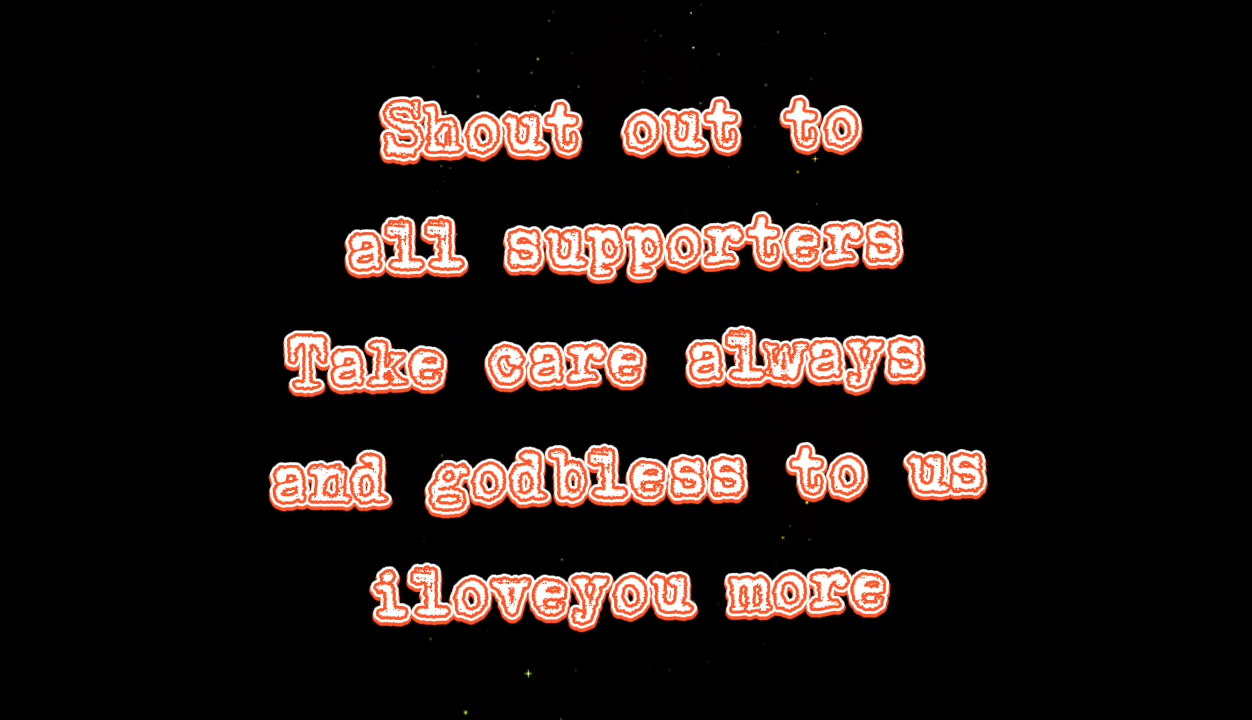 Shout out to
all supporters
Take care always
and godbless to us
iloveyou more